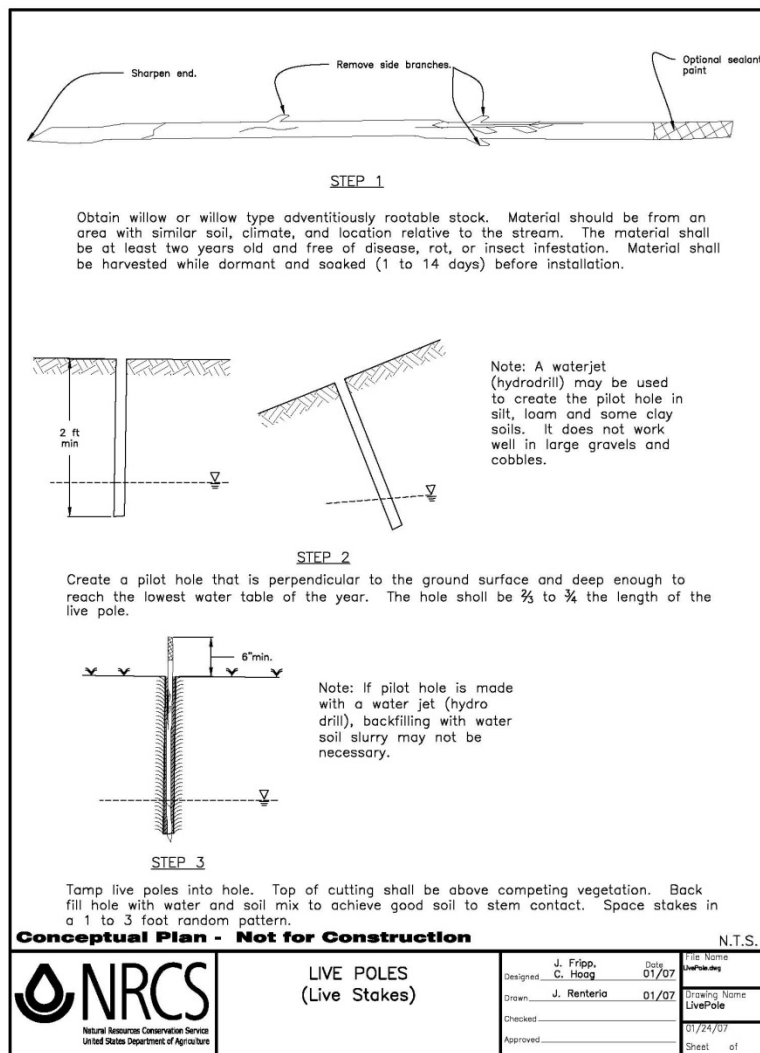 Sharpen end.
Remove side branches.
Optional sealant
paint
STEP 1
Obtain willow or willow type adventitiously rootable stock. Material should be from an
area with similar soil, climate, and location relative to the stream. The material shall
be at least two years old and free of disease, rot, or insect infestation. Material shall
be harvested while dormant and soaked (1 to 14 days) before installation.
2 ft
min
Note: A waterjet
(hydrodrill) may be used
to create the pilot hole in
silt, loam and some clay
soils. It does not work
well in large gravels and
cobbles.
STEP 2
Create a pilot hole that is perpendicular to the ground surface and deep enough to
reach the lowest water table of the year. The hole shall be ⅔ to ¾ the length of the
live pole.
6"min.
Note: If pilot hole is made
with a water jet (hydro
drill), backfilling with water
soil slurry may not be
necessary.
STEP 3
Tamp live poles into hole. Top of cutting shall be above competing vegetation. Back
fill hole with water and soil mix to achieve good soil to stem contact. Space stakes in
a 1 to 3 foot random pattern.
Conceptual Plan - Not for Construction
N.T.S.
NRCS
Natural Resources Conservation Service
United States Department of Agriculture
LIVE POLES
(Live Stakes)
J. Fripp,
Designed C. Hoag
Date
01/07
Drawn J. Renteria 01/07
Checked
Approved
File Name
LivePole.dwg
Drawing Name
LivePole
01/24/07
Sheet of